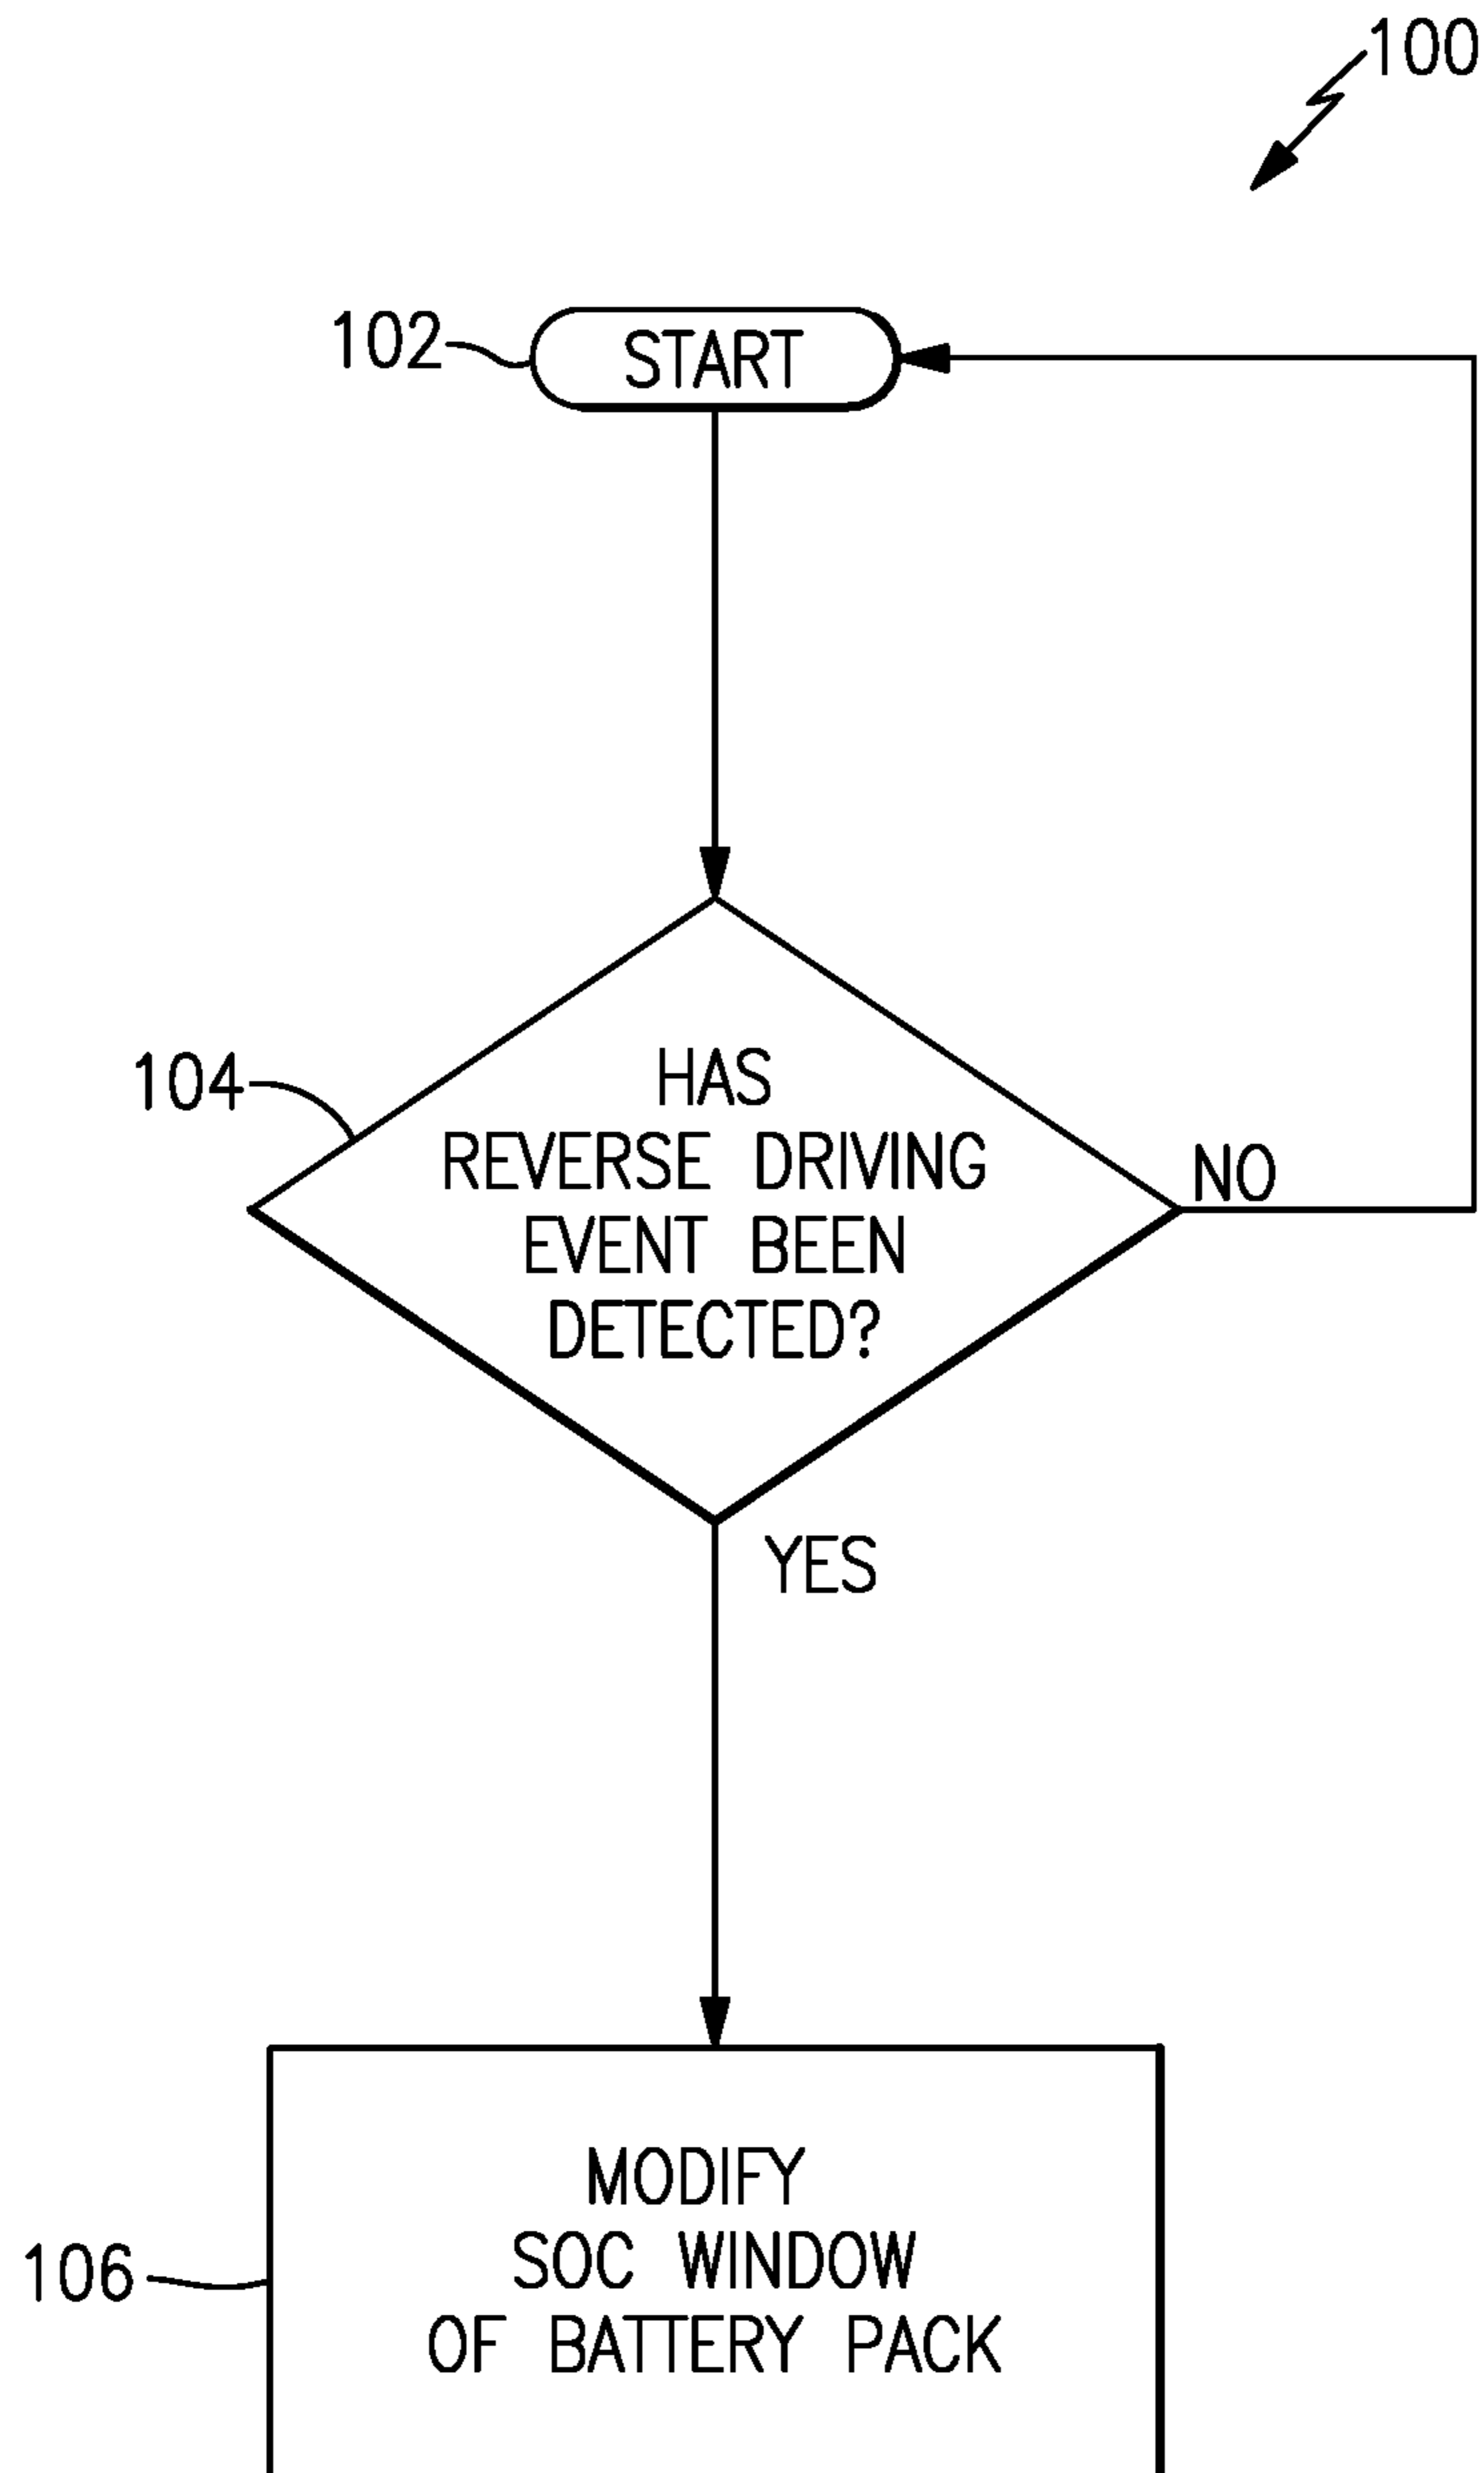 100
102
START
104
HAS
REVERSE DRIVING
EVENT BEEN
DETECTED?
NO
YES
106
MODIFY
SOC WINDOW
OF BATTERY PACK